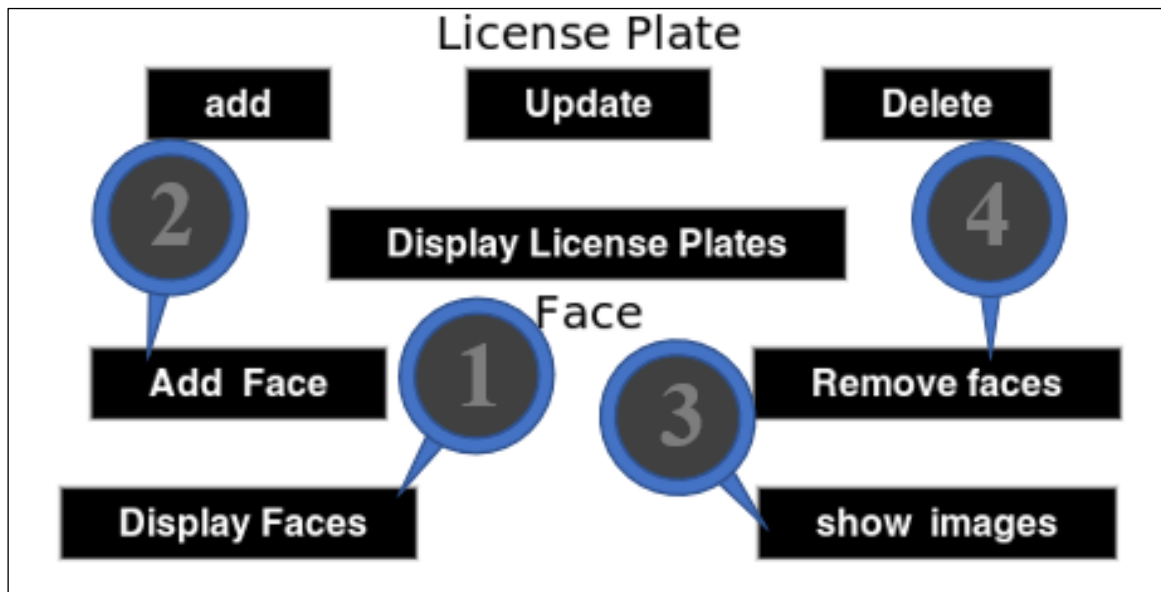 License Plate
add Update Delete
2 4
Display License Plates
Face
1 3
Add Face Remove faces
Display Faces show images